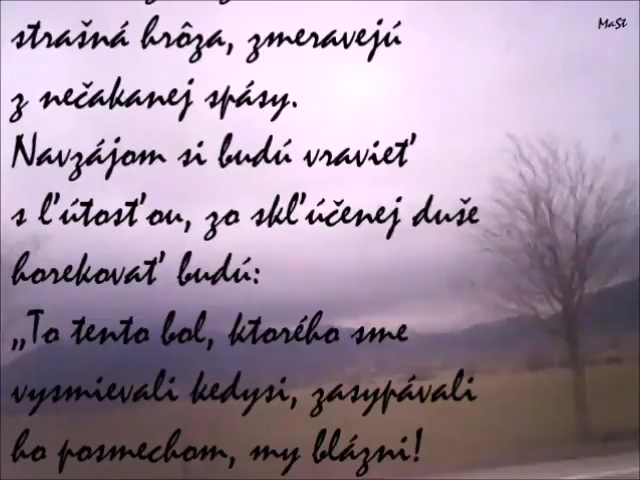 MaSt
strašná hrôza, zmeravejú
z nečakanej spásy.
Navzájom si budú vravieť
s ľútosťou, zo skľúčenej duše
horekovať budú:
„To tento bol, ktorého sme
vysmievali kedysi, zasypávali
ho posmechom, my blázni!